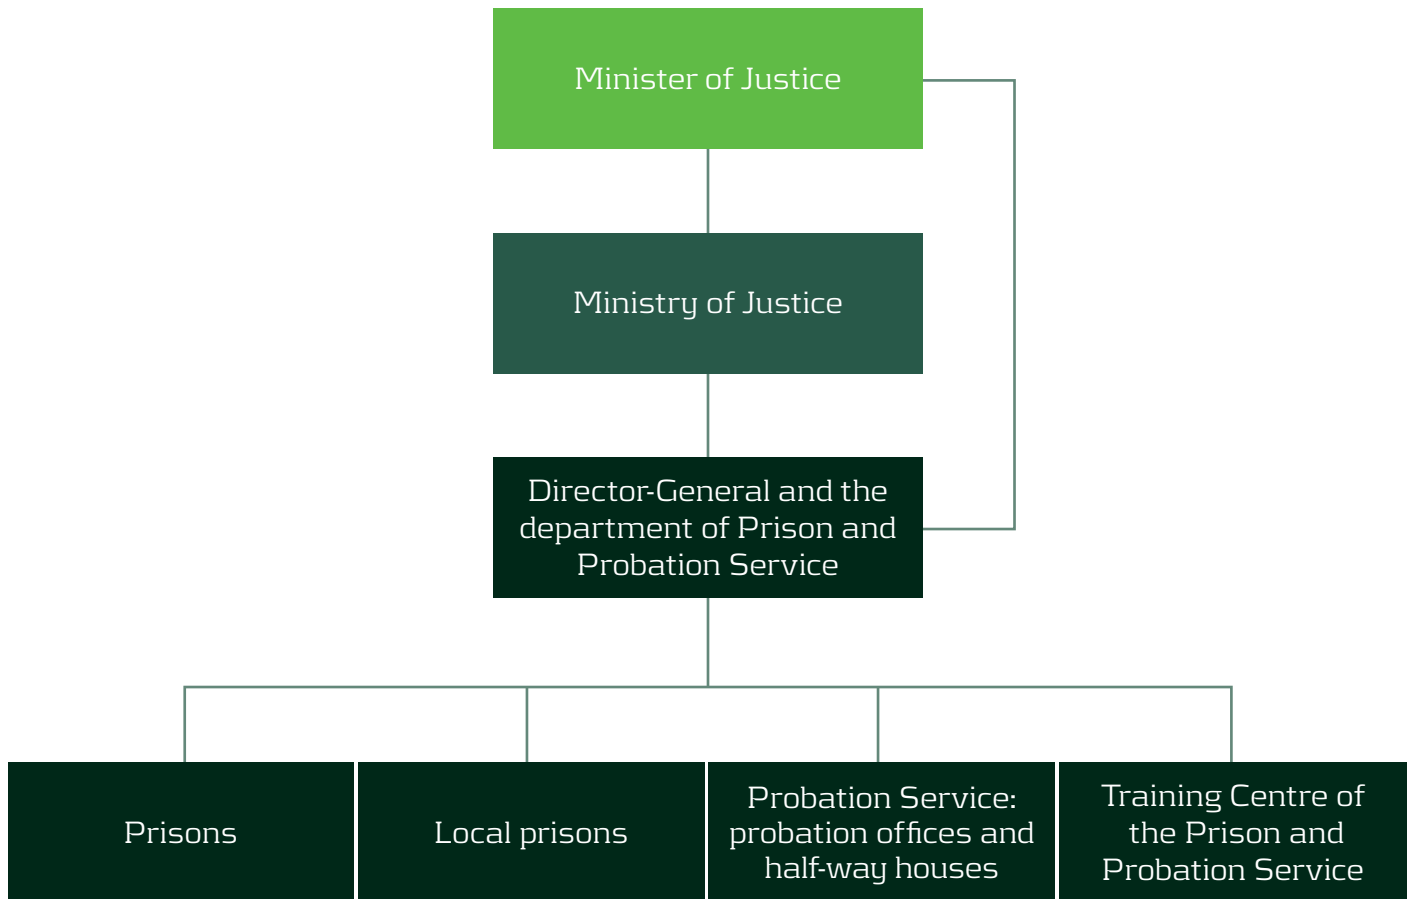 Minister of Justice
Ministry of Justice
Director-General and the
department of Prison and
Probation Service
Prisons
Local prisons
Probation Service:
probation offices and
half-way houses
Training Centre of
the Prison and
Probation Service